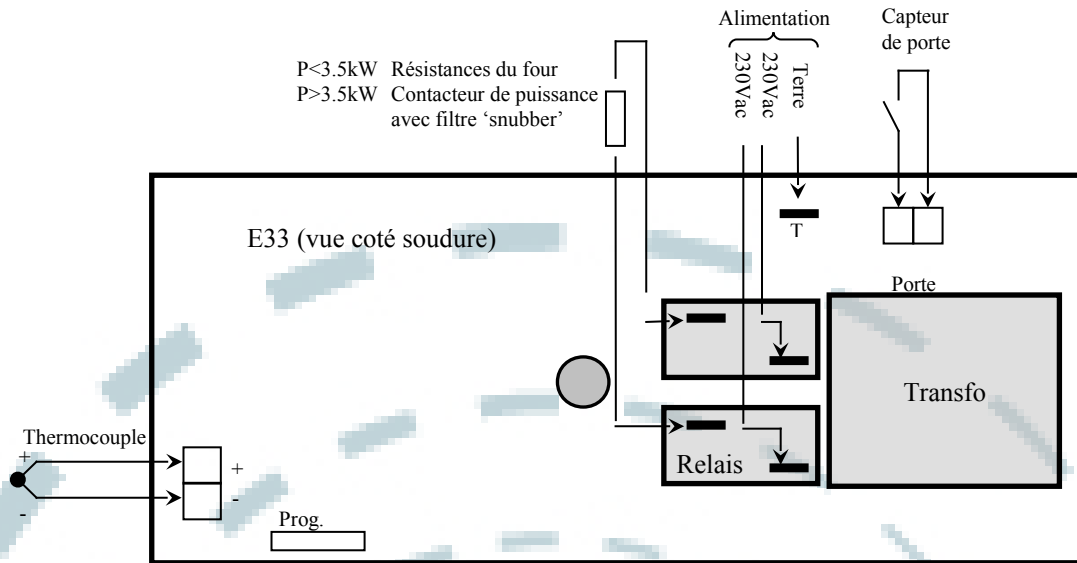 Alimentation
Capteur
de porte
P<3.5kW Résistances du four
P>3.5kW Contacteur de puissance
avec filtre ‘snubber’
230Vac
230Vac
Terre
T
E33 (vue coté soudure)
Porte
Transfo
Relais
Thermocouple
+
-
+
-
Prog.